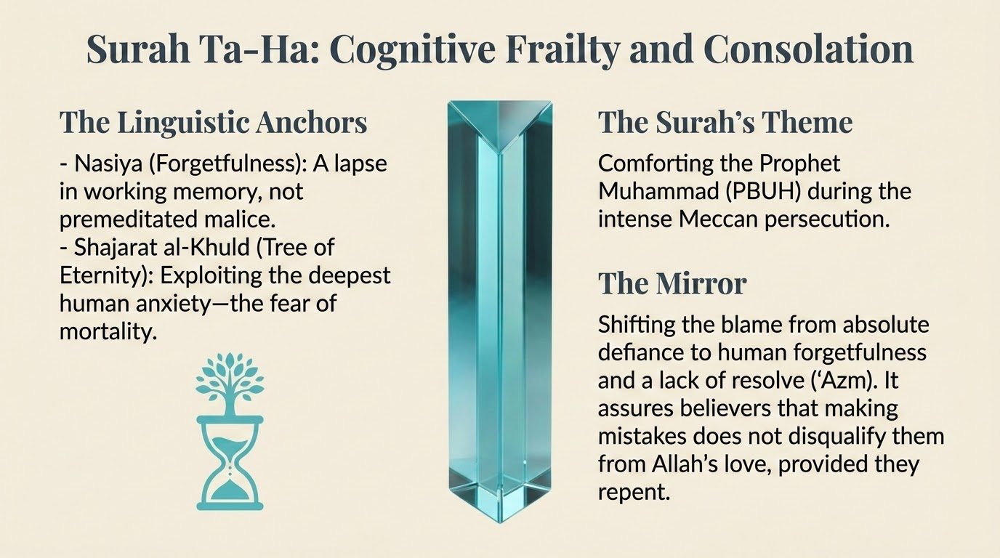 Surah Ta-Ha: Cognitive Frailty and Consolation
The Linguistic Anchors
- Nasiya (Forgetfulness): A lapse
in working memory, not
premeditated malice.
- Shajarat al-Khuld (Tree of
Eternity): Exploiting the deepest
human anxiety—the fear of
mortality.
The Surah’s Theme
Comforting the Prophet
Muhammad (PBUH) during the
intense Meccan persecution.
The Mirror
Shifting the blame from absolute
defiance to human forgetfulness
and a lack of resolve (‘Azm). It
assures believers that making
mistakes does not disqualify them
from Allah’s love, provided they
repent.